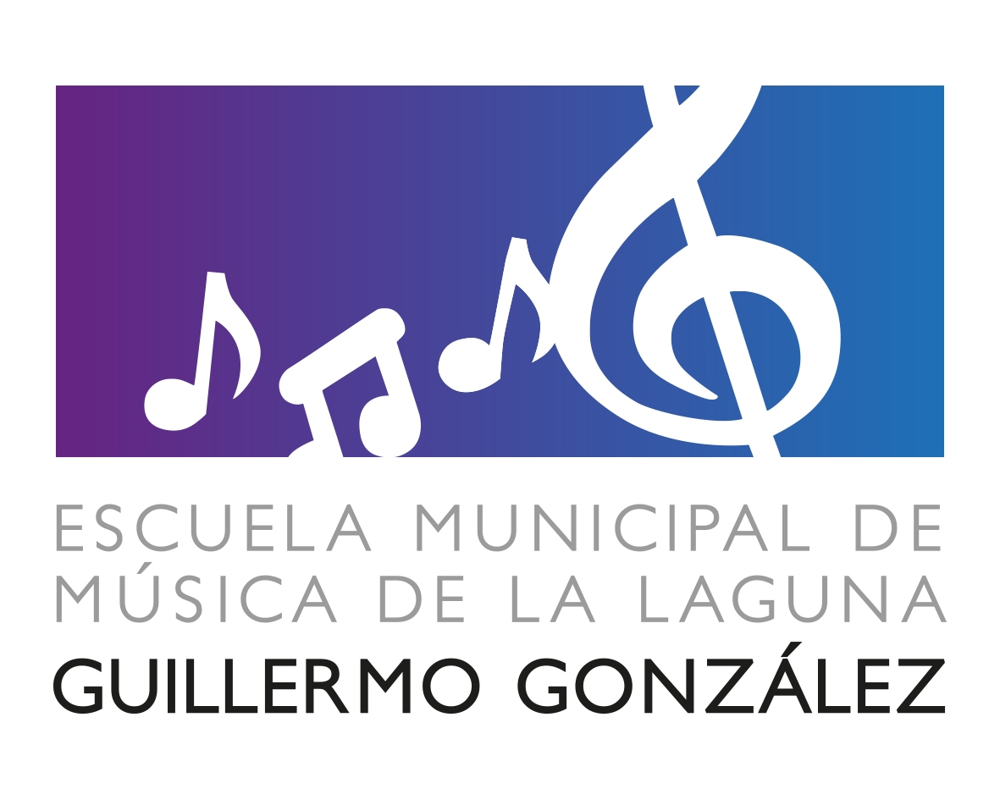 ESCUELA MUNICIPAL DE
MÚSICA DE LA LAGUNA
GUILLERMO GONZÁLEZ